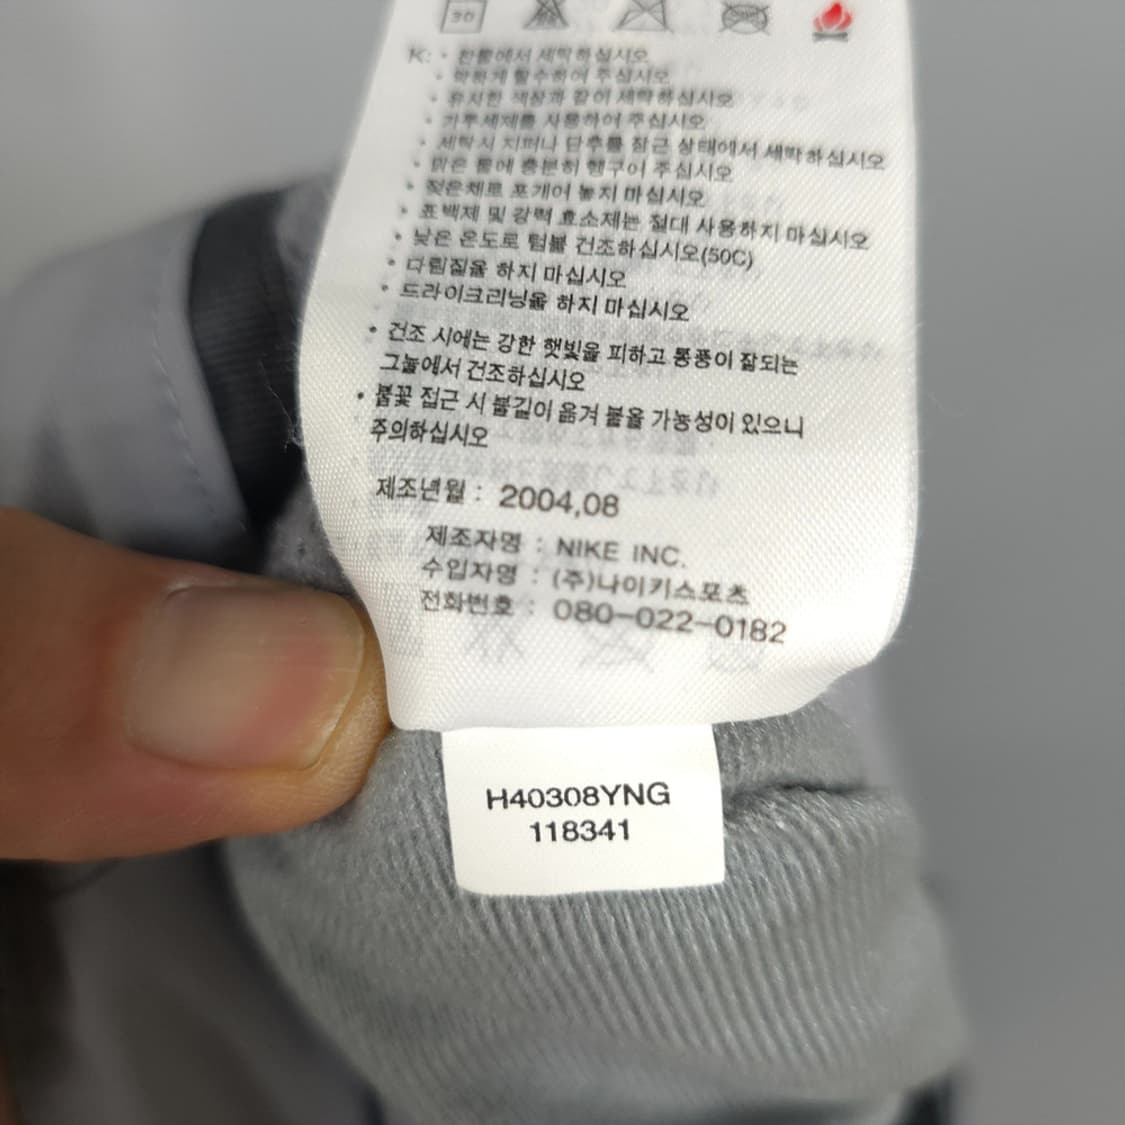 30
K: • 찬물에서 세탁하십시오
• 약하게 탈수하여 주십시오
• 유사한 색상과 같이 세탁하십시오
• 가루세제를 사용하여 주십시오
• 세탁시 지퍼나 단추를 잠근 상태에서 세탁하십시오
• 맑은 물에 충분히 헹구어 주십시오
• 젖은채로 포개어 놓지 마십시오
• 표백제 및 강력 효소제는 절대 사용하지 마십시오
• 낮은 온도로 텀블 건조하십시오(50C)
• 다림질을 하지 마십시오
• 드라이크리닝을 하지 마십시오
• 건조 시에는 강한 햇빛을 피하고 통풍이 잘되는
그늘에서 건조하십시오
• 불꽃 접근 시 불길이 옮겨 붙을 가능성이 있으니
주의하십시오
제조년월 : 2004,08
제조자명 : NIKE INC.
수입자명 : (주)나이키스포츠
전화번호 : 080-022-0182
H40308YNG
118341